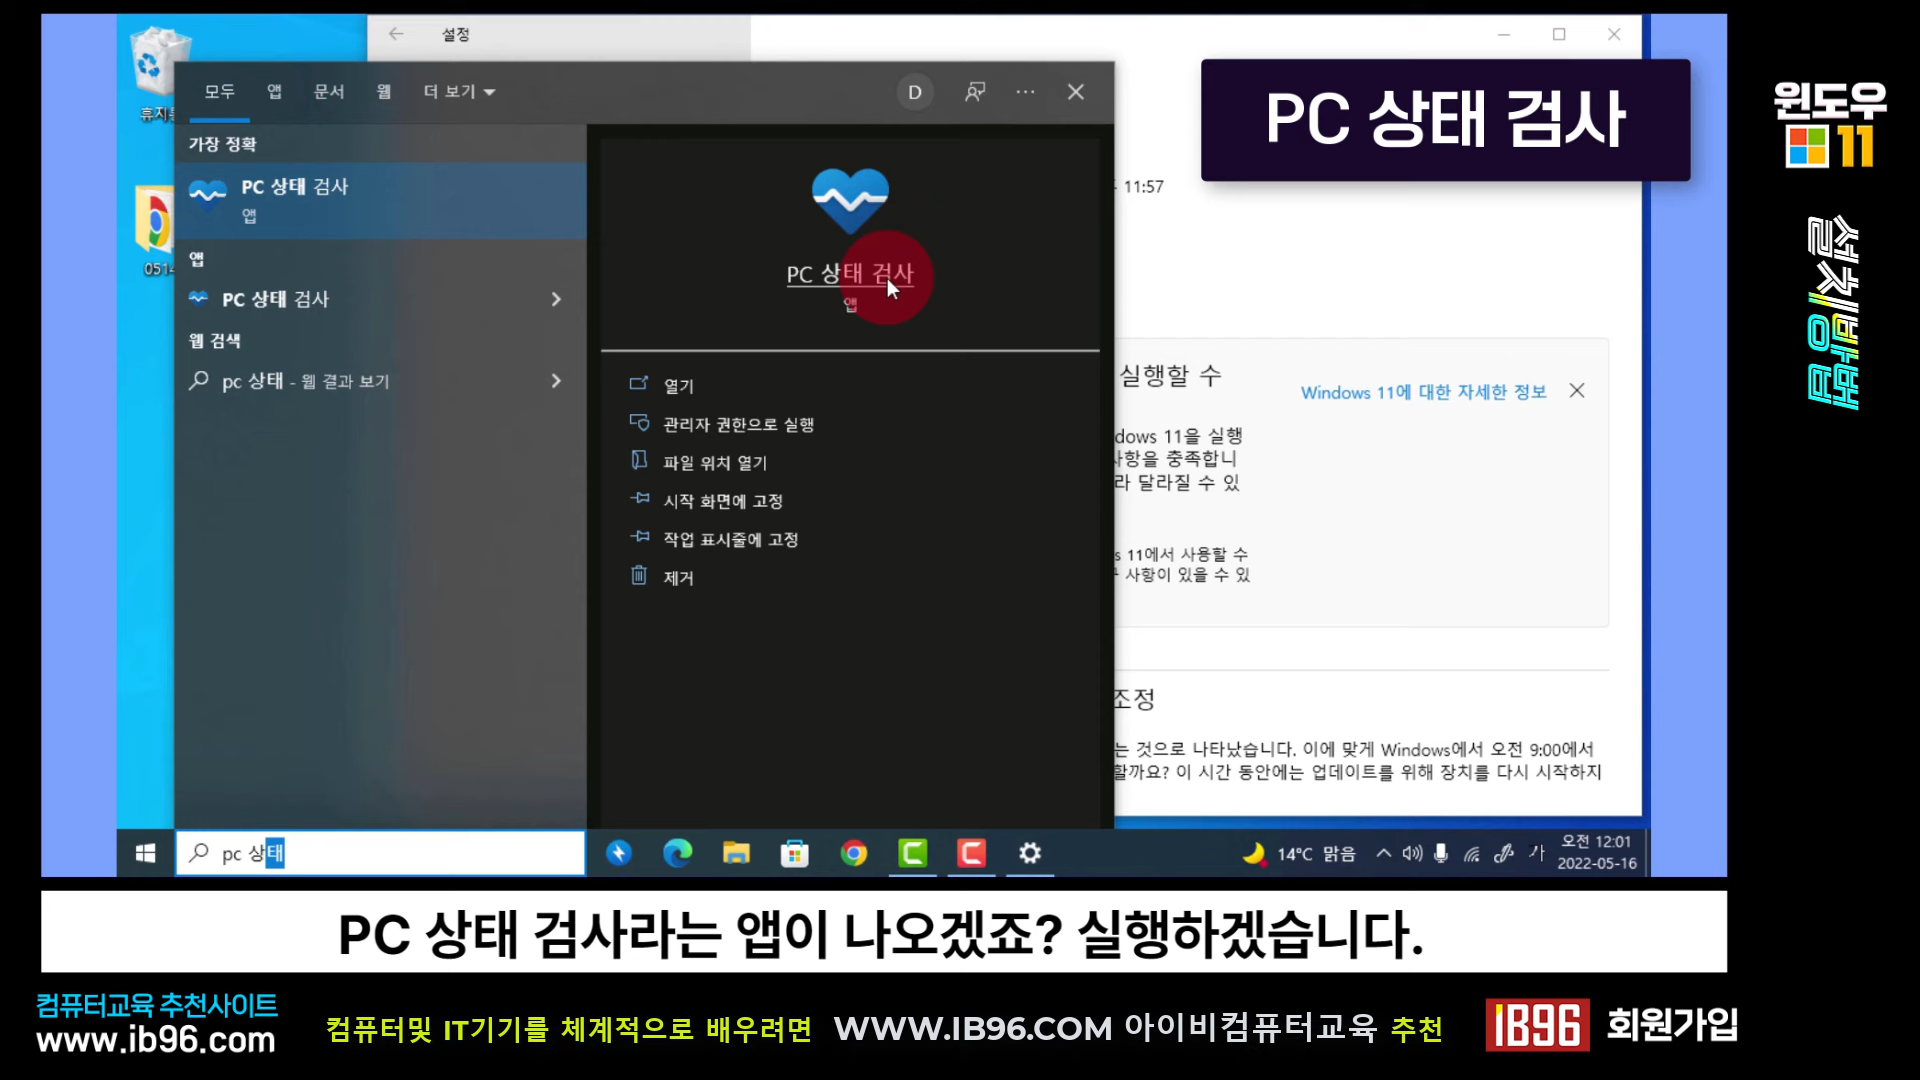 설정
모두 앱 문서 웹 더 보기
D
가장 정확
PC 상태 검사
앱
앱
PC 상태 검사
웹 검색
pc 상태 - 웹 결과 보기
PC 상태 검사
앱
열기
관리자 권한으로 실행
파일 위치 열기
시작 화면에 고정
작업 표시줄에 고정
제거
PC 상태 검사
11:57
실행할 수
Windows 11에 대한 자세한 정보
dows 11을 실행
사항을 충족합니
라 달라질 수 있
s 11에서 사용할 수
사항이 있을 수 있
조정
는 것으로 나타났습니다. 이에 맞게 Windows에서 오전 9:00에서
할까요? 이 시간 동안에는 업데이트를 위해 장치를 다시 시작하지
0514
pc 상태
14°C 맑음
가
오전 12:01
2022-05-16
윈도우
11
설치방법
PC 상태 검사라는 앱이 나오겠죠? 실행하겠습니다.
컴퓨터교육 추천사이트
www.ib96.com
컴퓨터및 IT기기를 체계적으로 배우려면 WWW.IB96.COM 아이비컴퓨터교육 추천
IB96 회원가입